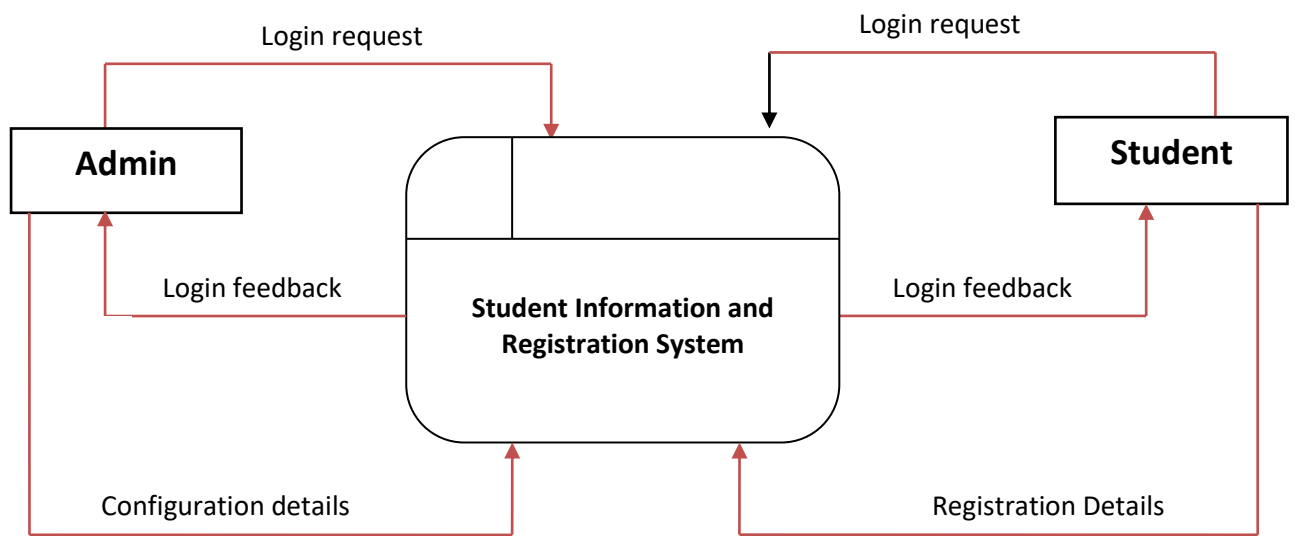 Login request
Login request
Admin
Student
Login feedback
Login feedback
Student Information and
Registration System
Configuration details
Registration Details